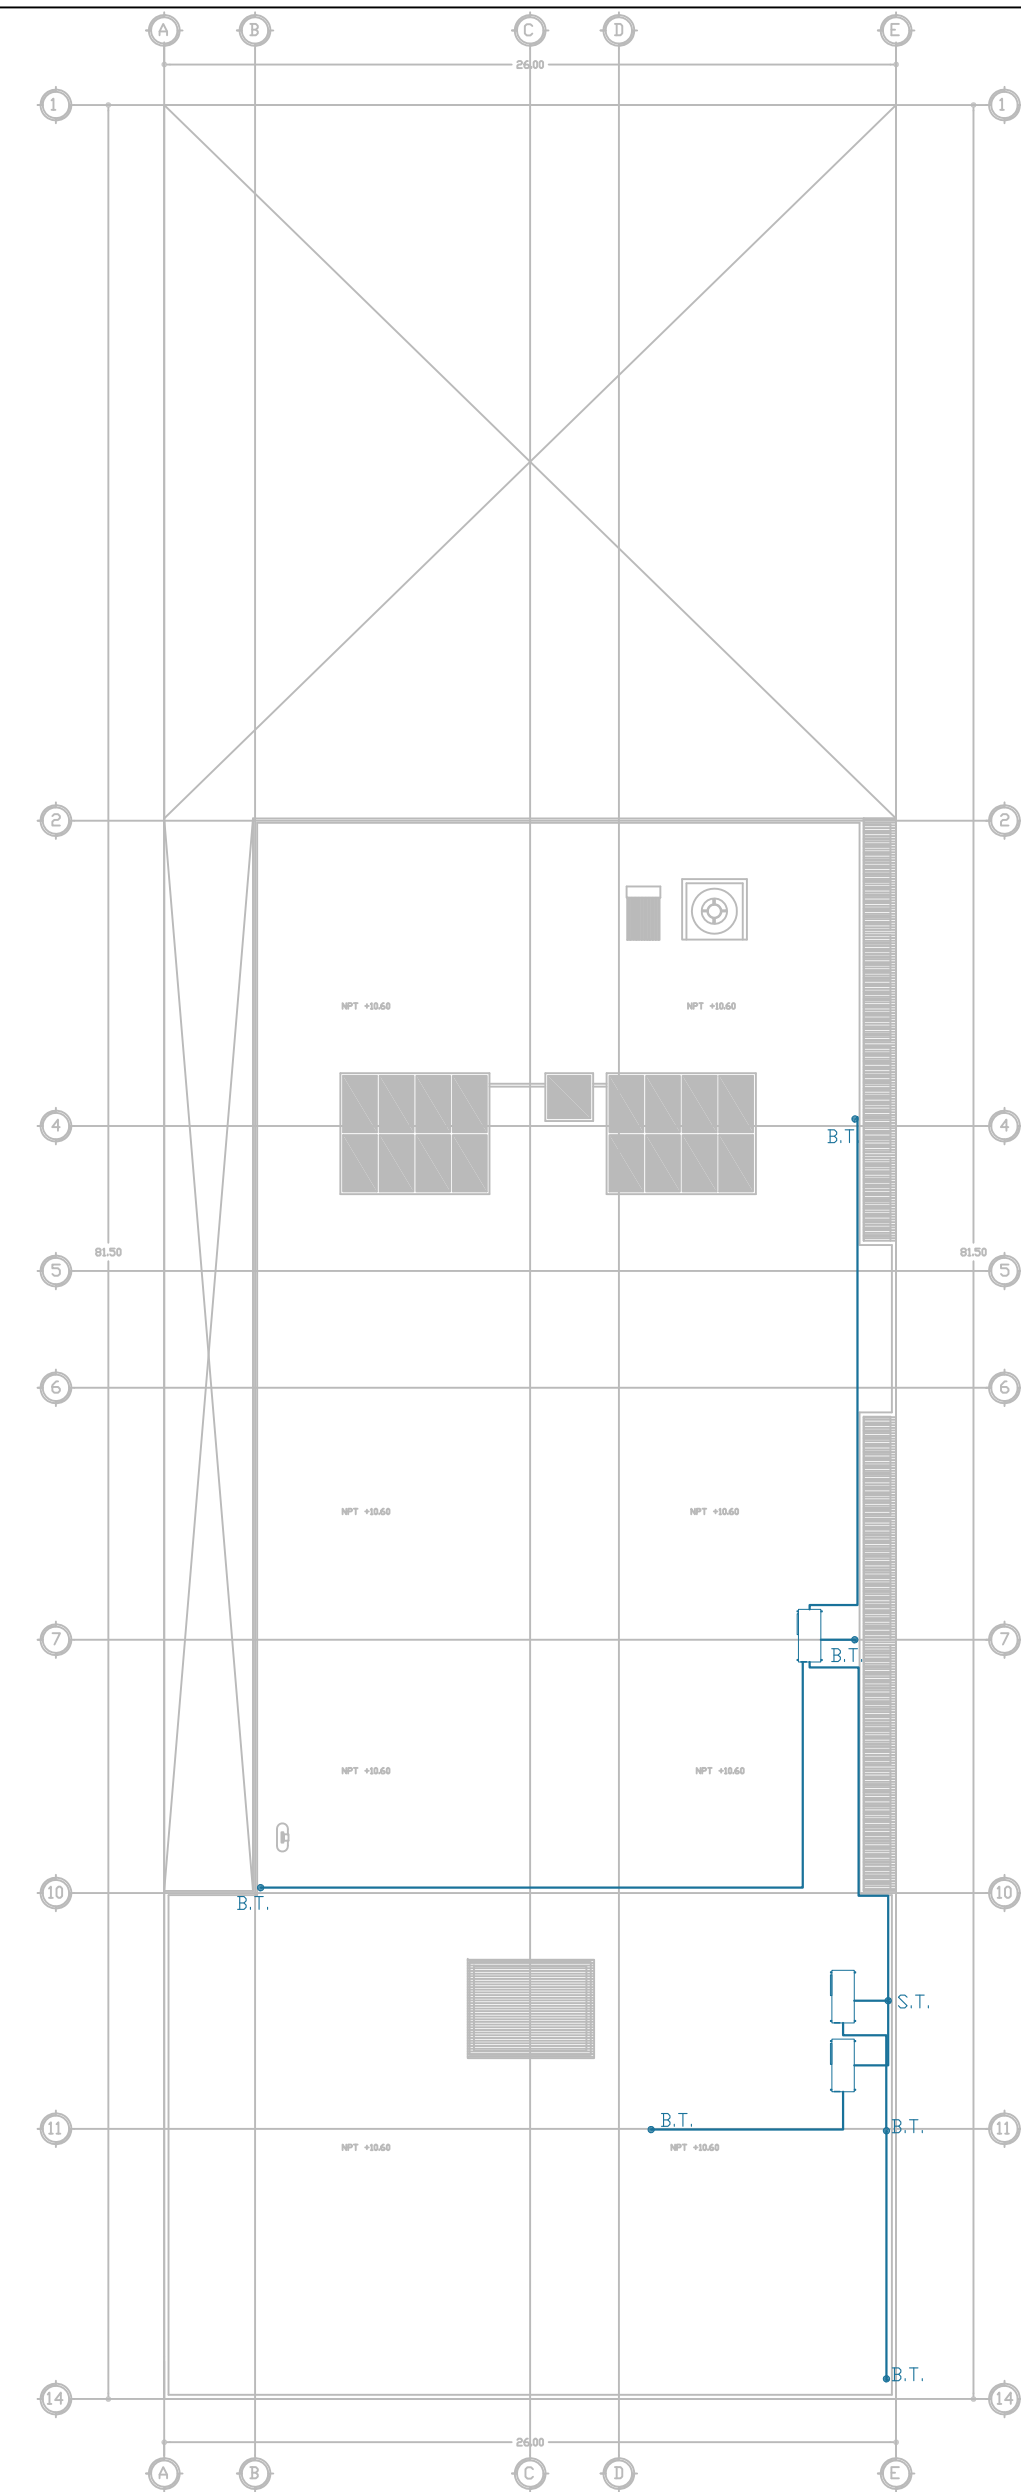 A B C D E
26.00
1 1
2 2
NPT +10.60 NPT +10.60
4 4
B.T.
81.50 81.50
5 5
6 6
NPT +10.60 NPT +10.60
7 7
B.T.
NPT +10.60 NPT +10.60
10 10
B.T.
S.T.
B.T. B.T.
11 11
NPT +10.60 NPT +10.60
B.T.
14 14
26.00
A B C D E